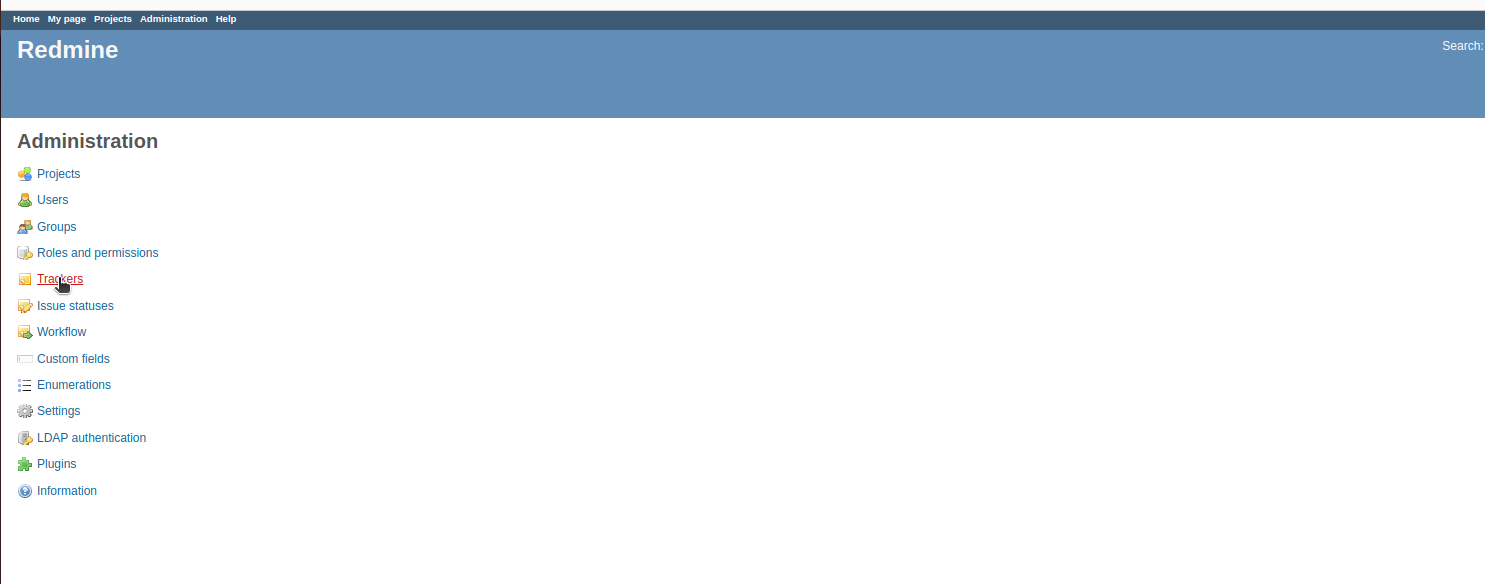 Home My page Projects Administration Help
Redmine
Search:
Administration
Projects
Users
Groups
Roles and permissions
Trackers
Issue statuses
Workflow
Custom fields
Enumerations
Settings
LDAP authentication
Plugins
Information